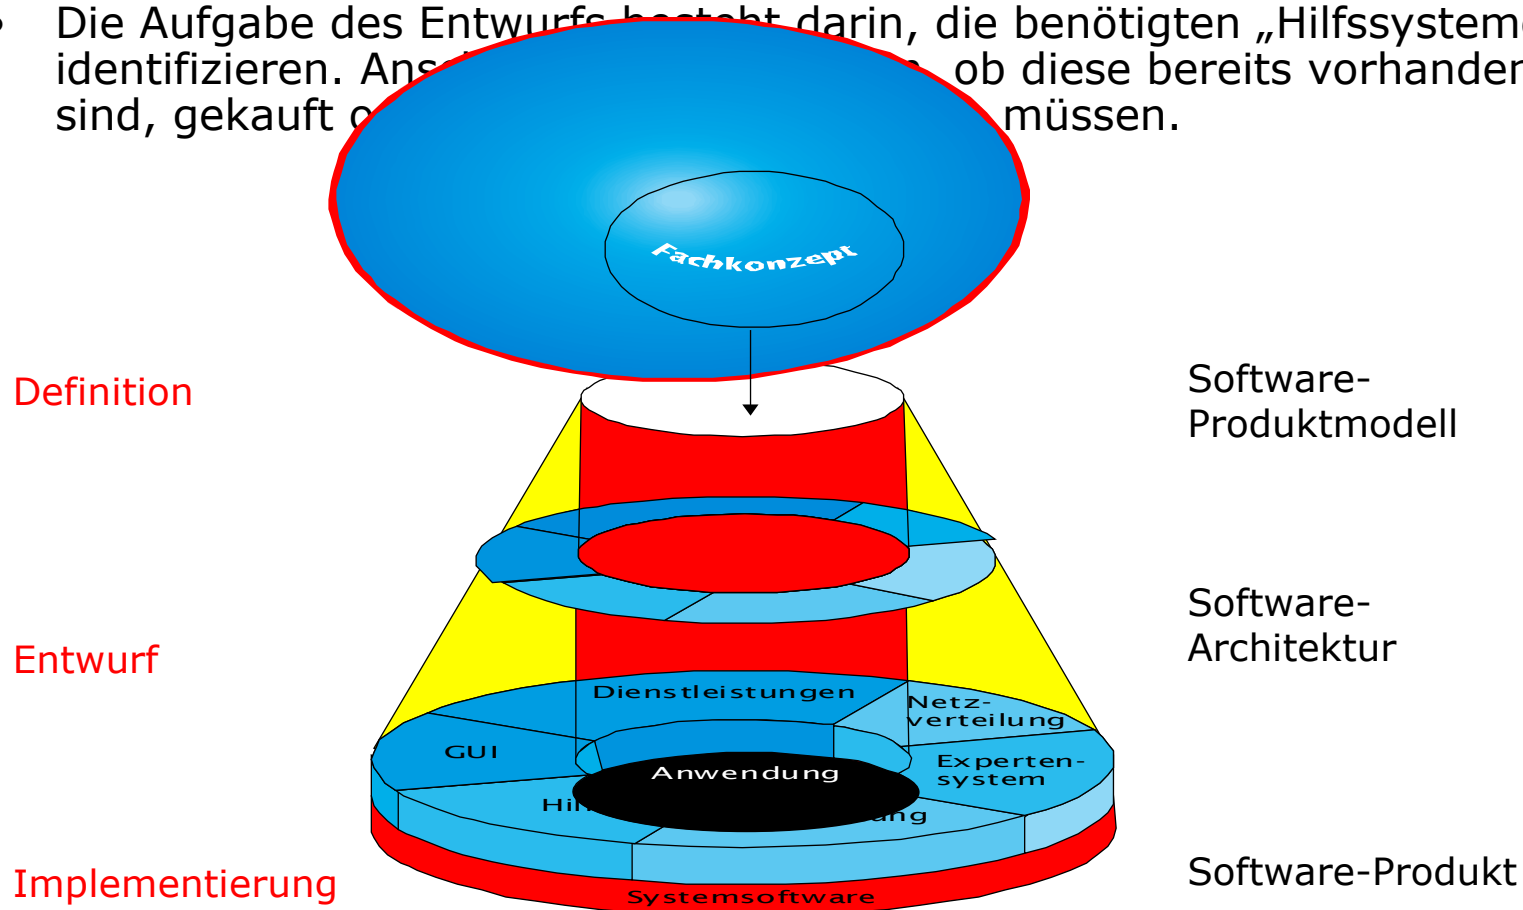 Die Aufgabe des Entwurfs besteht darin, die benötigten „Hilfssysteme
identifizieren. ob diese bereits vorhanden
sind, gekauft müssen.
Fachkonzept
Definition
Software-
Produktmodell
Software-
Architektur
Entwurf
Dienstleistungen
Netz-
verteilung
GUI
Experten-
system
Anwendung
Systemsoftware
Implementierung
Software-Produkt